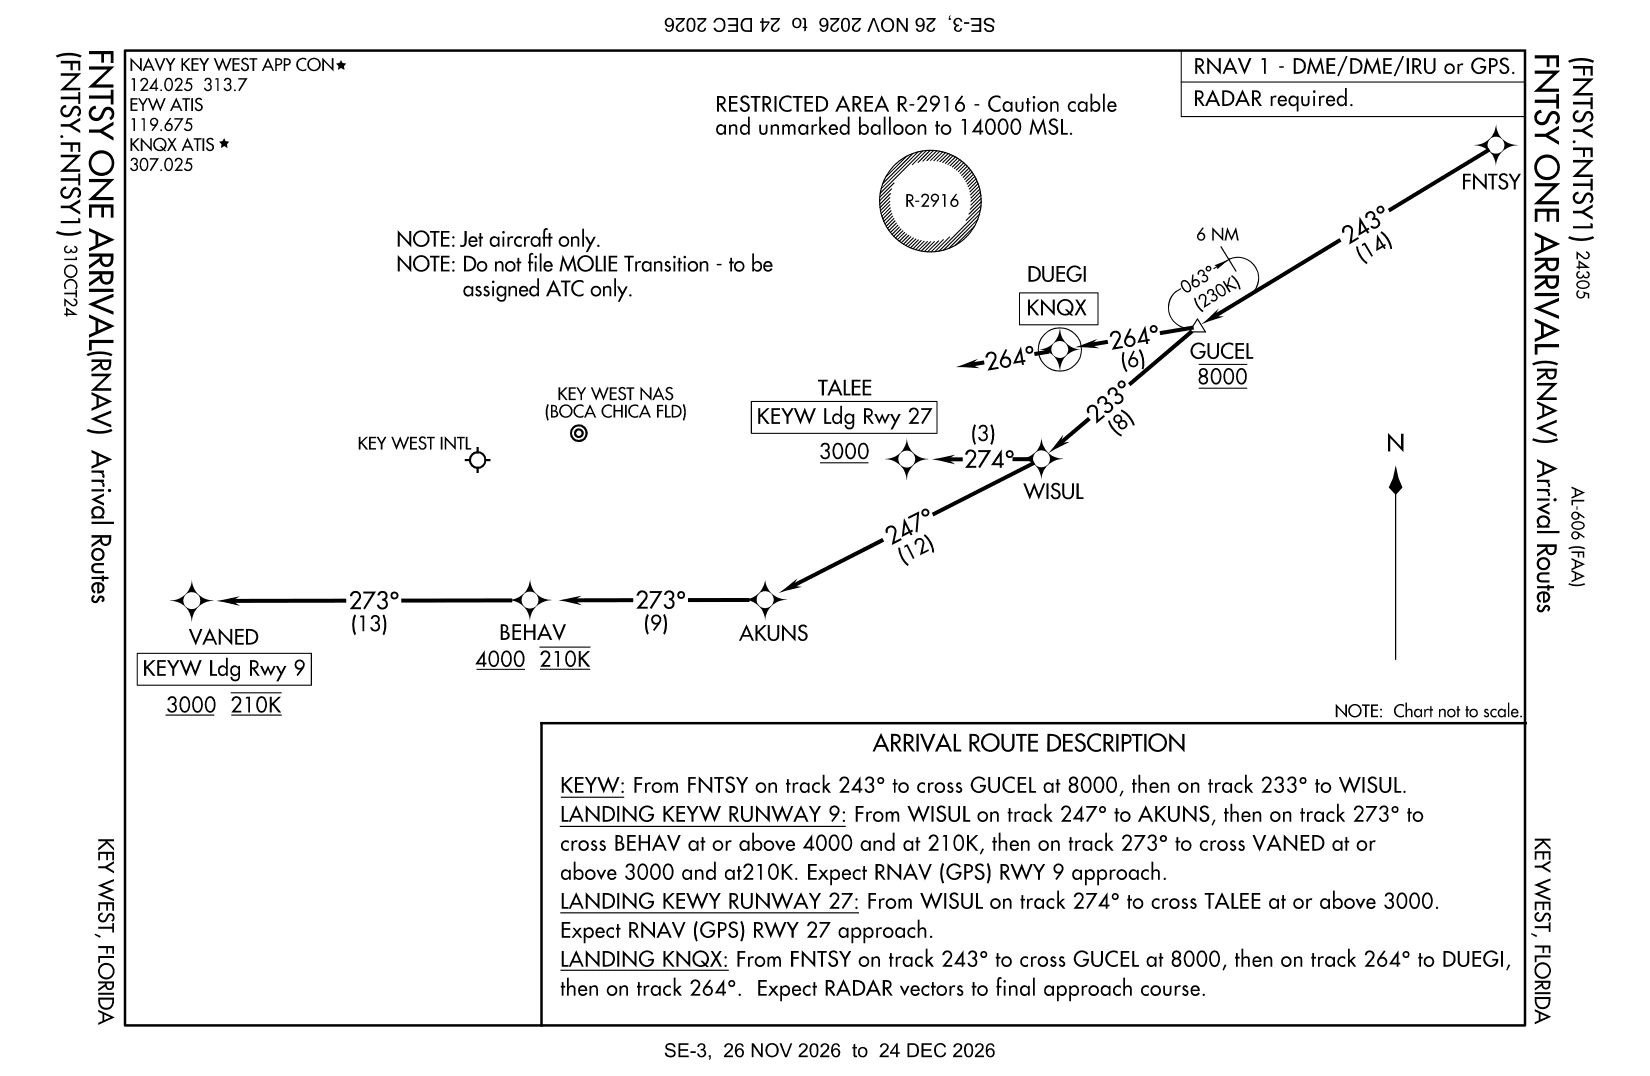 SE-3, 26 NOV 2026 to 24 DEC 2026
FNTSY ONE ARRIVAL (RNAV) Arrival Routes
(FNTSY.FNTSY1) 31OCT24
KEY WEST, FLORIDA
NAVY KEY WEST APP CON★
124.025 313.7
EYW ATIS
119.675
KNQX ATIS ★
307.025
RNAV 1 - DME/DME/IRU or GPS.
RADAR required.
RESTRICTED AREA R-2916 - Caution cable
and unmarked balloon to 14000 MSL.
R-2916
NOTE: Jet aircraft only.
NOTE: Do not file MOLIE Transition - to be
assigned ATC only.
FNTSY
243°
(14)
6 NM
063°
(230K)
GUCEL
8000
DUEGI
KNQX
264°
(6)
264°
233°
(8)
TALEE
KEYW Ldg Rwy 27
3000
(3)
274°
WISUL
KEY WEST NAS
(BOCA CHICA FLD)
KEY WEST INTL
N
247°
(12)
VANED
KEYW Ldg Rwy 9
3000 210K
273°
(13)
BEHAV
4000 210K
273°
(9)
AKUNS
NOTE: Chart not to scale.
ARRIVAL ROUTE DESCRIPTION
KEYW: From FNTSY on track 243° to cross GUCEL at 8000, then on track 233° to WISUL.
LANDING KEYW RUNWAY 9: From WISUL on track 247° to AKUNS, then on track 273° to
cross BEHAV at or above 4000 and at 210K, then on track 273° to cross VANED at or
above 3000 and at210K. Expect RNAV (GPS) RWY 9 approach.
LANDING KEWY RUNWAY 27: From WISUL on track 274° to cross TALEE at or above 3000.
Expect RNAV (GPS) RWY 27 approach.
LANDING KNQX: From FNTSY on track 243° to cross GUCEL at 8000, then on track 264° to DUEGI,
then on track 264°. Expect RADAR vectors to final approach course.
(FNTSY.FNTSY1) 24305
AL-606 (FAA)
FNTSY ONE ARRIVAL (RNAV) Arrival Routes
KEY WEST, FLORIDA
SE-3, 26 NOV 2026 to 24 DEC 2026